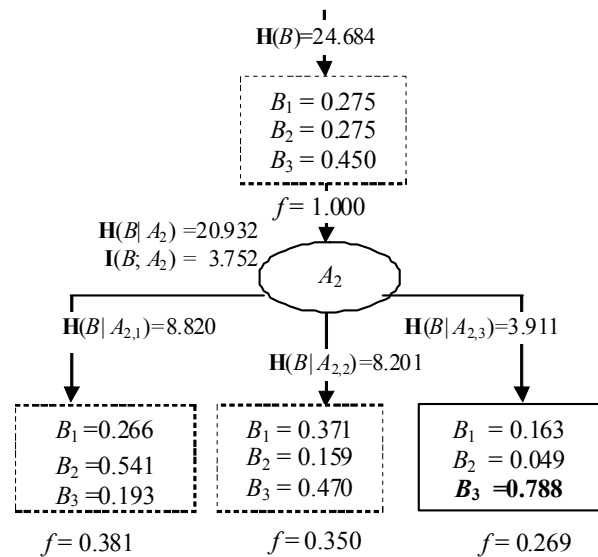 H(B)=24.684
B₁ = 0.275
B₂ = 0.275
B₃ = 0.450
f = 1.000
H(B| A₂) =20.932
I(B; A₂) = 3.752
A₂
H(B| A₂,₁)=8.820
H(B| A₂,₂)=8.201
H(B| A₂,₃)=3.911
B₁ =0.266
B₂ =0.541
B₃ =0.193
f = 0.381
B₁ = 0.371
B₂ = 0.159
B₃ = 0.470
f = 0.350
B₁ = 0.163
B₂ = 0.049
B₃ =0.788
f = 0.269